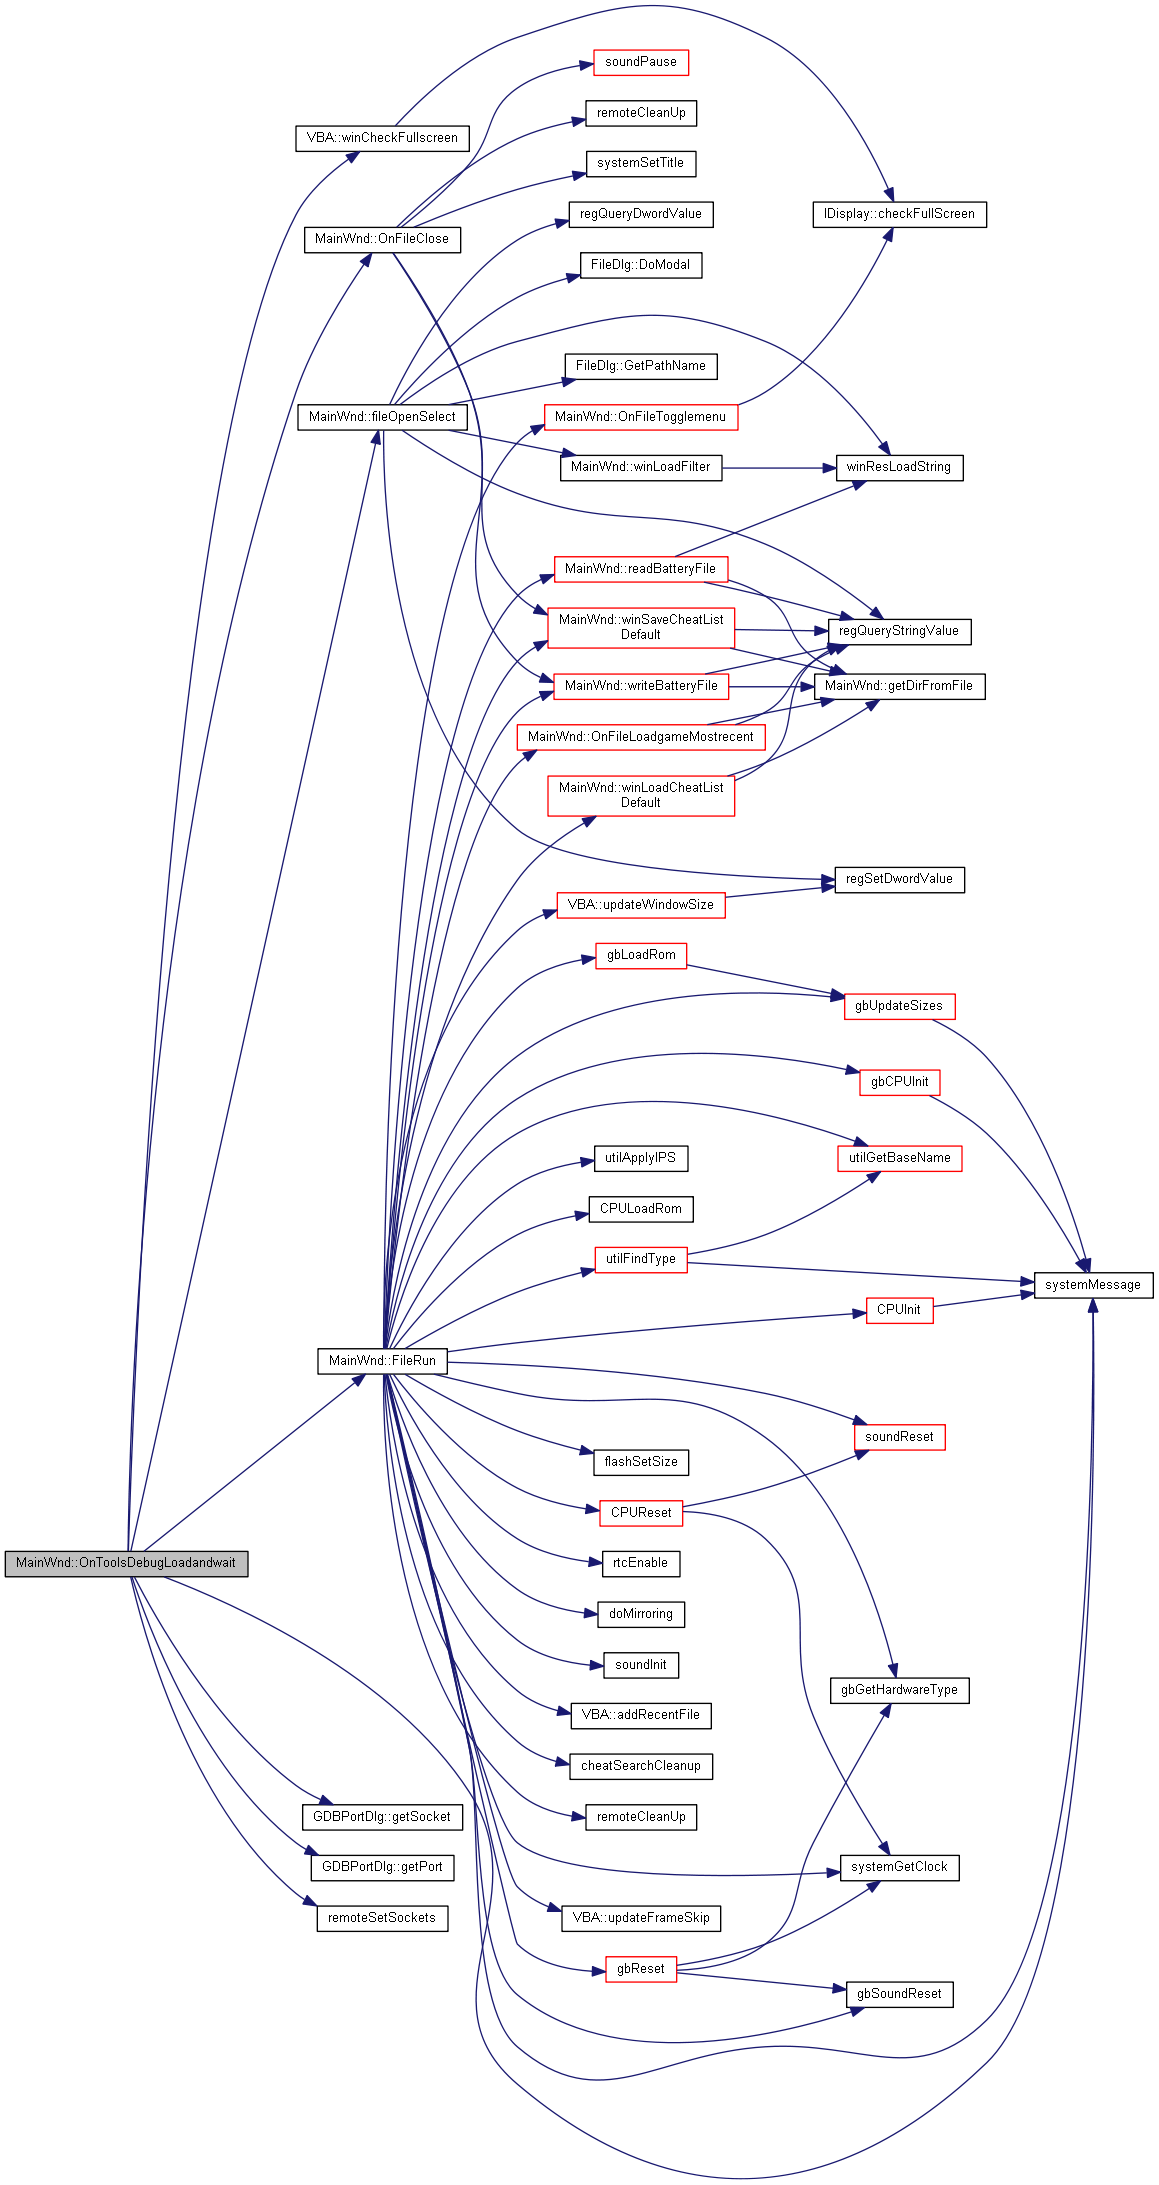 soundPause
remoteCleanUp
VBA::winCheckFullscreen
systemSetTitle
regQueryDwordValue
IDisplay::checkFullScreen
MainWnd::OnFileClose
FileDlg::DoModal
FileDlg::GetPathName
MainWnd::fileOpenSelect
MainWnd::OnFileTogglemenu
MainWnd::winLoadFilter
winResLoadString
MainWnd::readBatteryFile
MainWnd::winSaveCheatList
Default
regQueryStringValue
MainWnd::writeBatteryFile
MainWnd::getDirFromFile
MainWnd::OnFileLoadgameMostrecent
MainWnd::winLoadCheatList
Default
regSetDwordValue
VBA::updateWindowSize
gbLoadRom
gbUpdateSizes
gbCPUInit
utilApplyIPS
utilGetBaseName
CPULoadRom
utilFindType
systemMessage
CPUInit
MainWnd::FileRun
soundReset
flashSetSize
CPUReset
MainWnd::OnToolsDebugLoadandwait
rtcEnable
doMirroring
soundInit
gbGetHardwareType
VBA::addRecentFile
cheatSearchCleanup
GDBPortDlg::getSocket
remoteCleanUp
GDBPortDlg::getPort
systemGetClock
remoteSetSockets
VBA::updateFrameSkip
gbReset
gbSoundReset